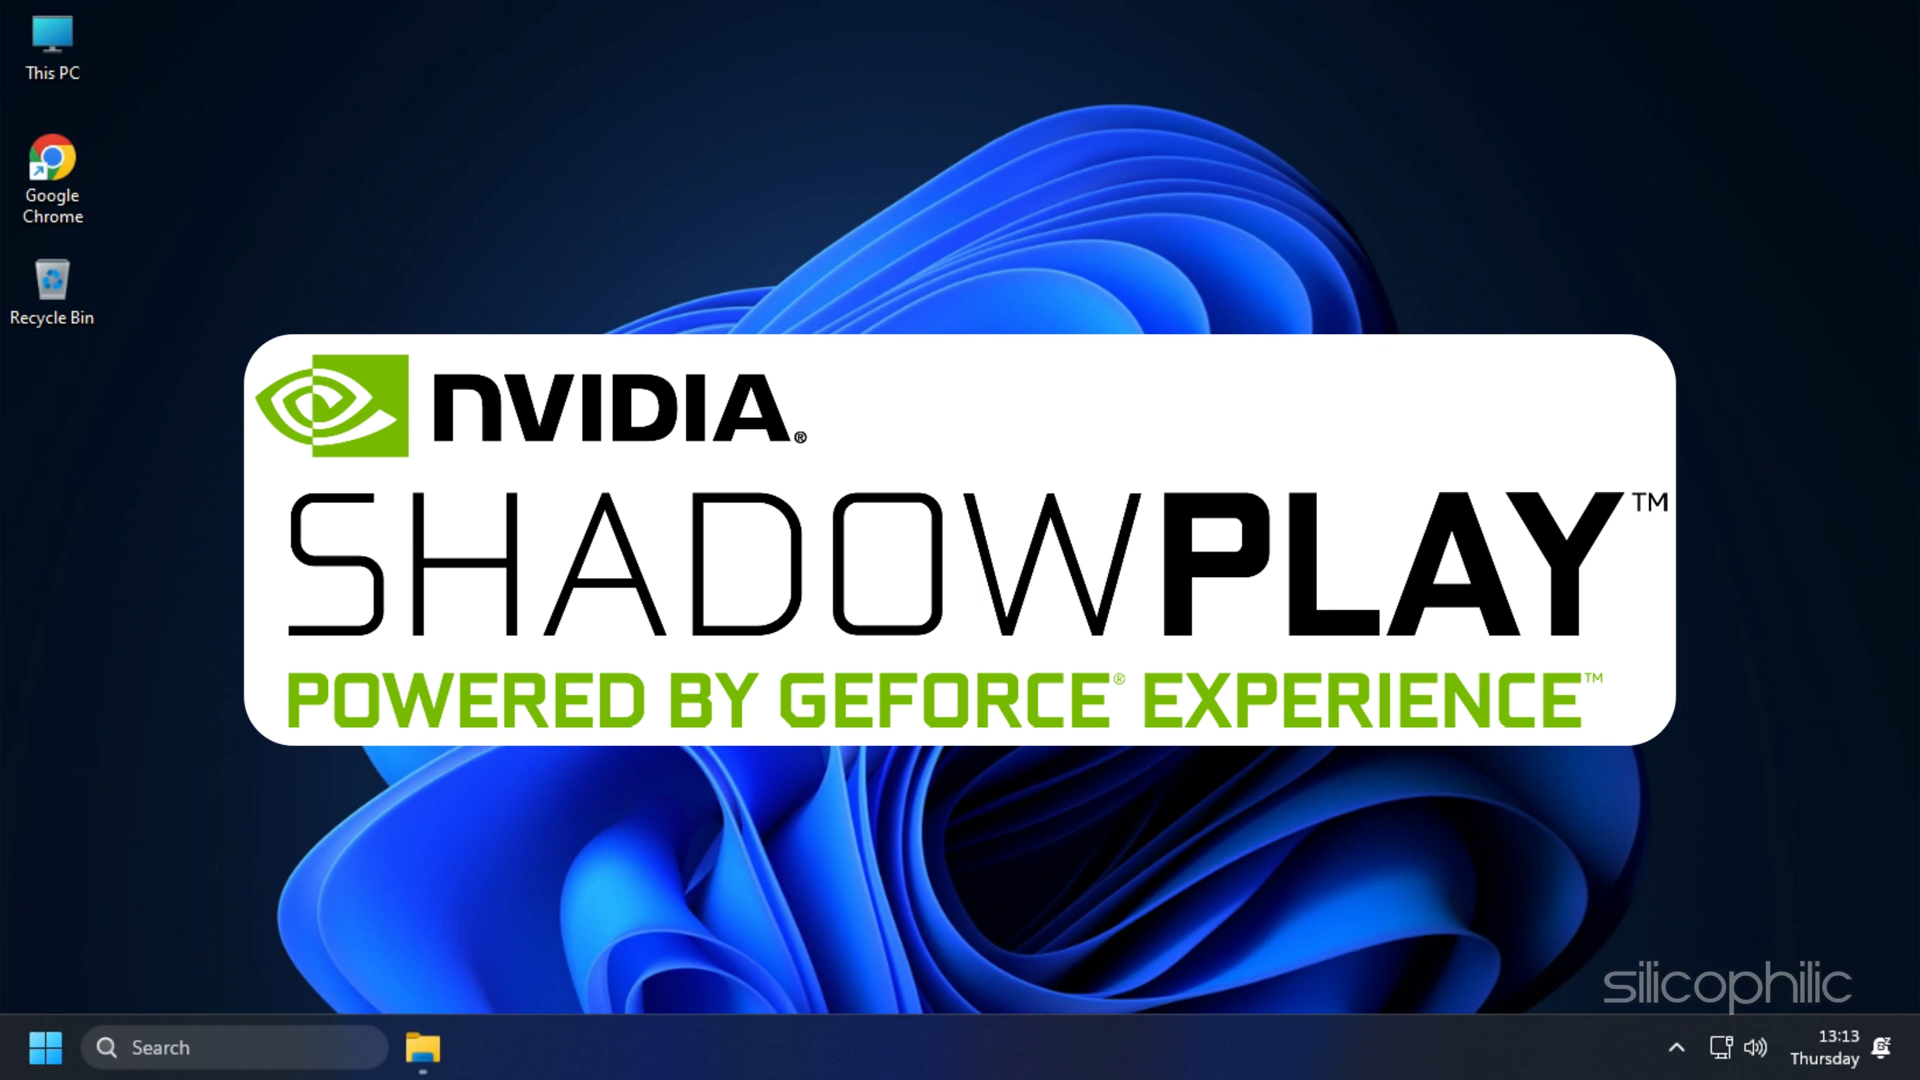 This PC
Google
Chrome
Recycle Bin
NVIDIA®
SHADOWPLAY™
POWERED BY GEFORCE® EXPERIENCE™
silicophilic
Search
13:13
Thursday